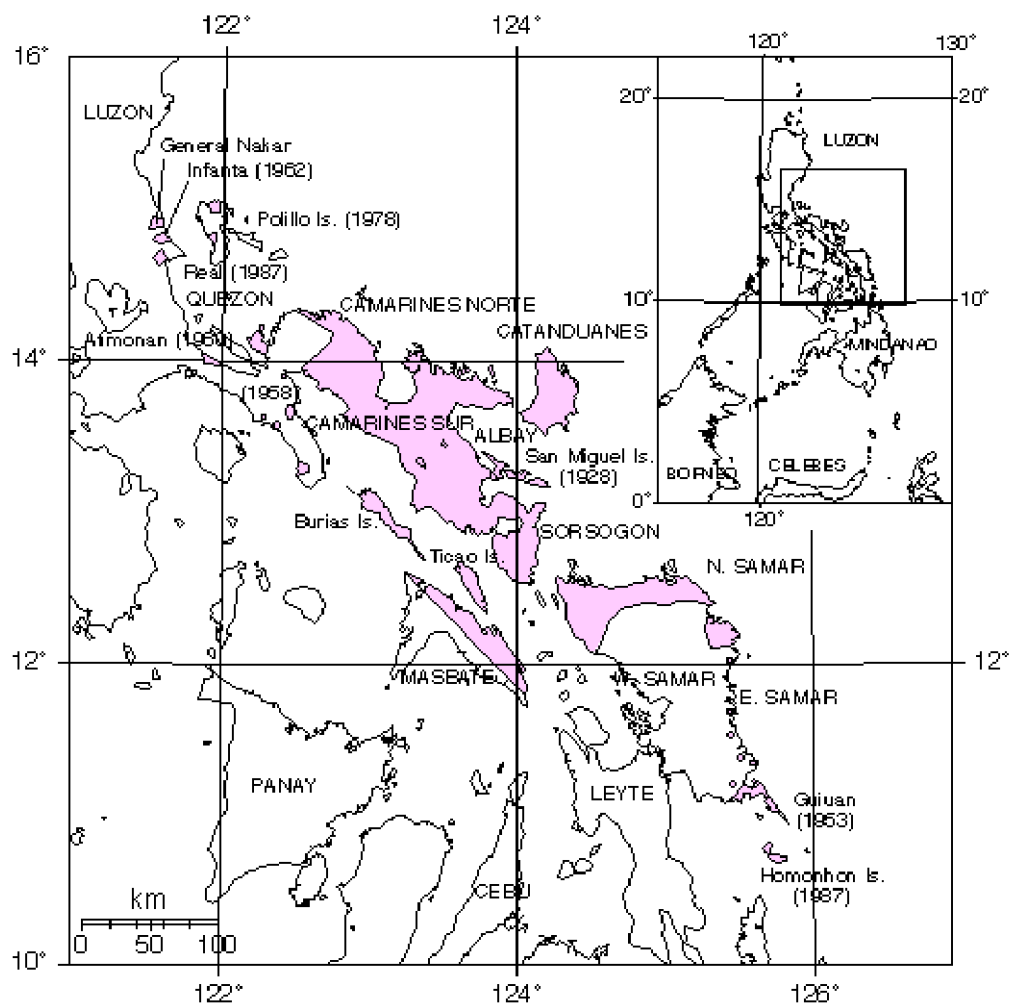 122° 124°
120° 130°
16°
20° 20°
LUZON
LUZON
General Nakar
Infanta (1962)
Polillo Is. (1978)
Real (1987)
QUEZON
10° 10°
CAMARINES NORTE
CATANDUANES
MINDANAO
14°
(1958)
CAMARINES SUR
ALBAY
San Miguel Is.
(1928)
BORNEO
CELEBES
0°
120°
Burias Is.
SORSOGON
Ticao Is.
N. SAMAR
12°
12°
MASBATE
W. SAMAR
E. SAMAR
PANAY
LEYTE
Guiuan
(1953)
Homonhon Is.
(1987)
CEBU
km
0 50 100
10°
122° 124° 126°